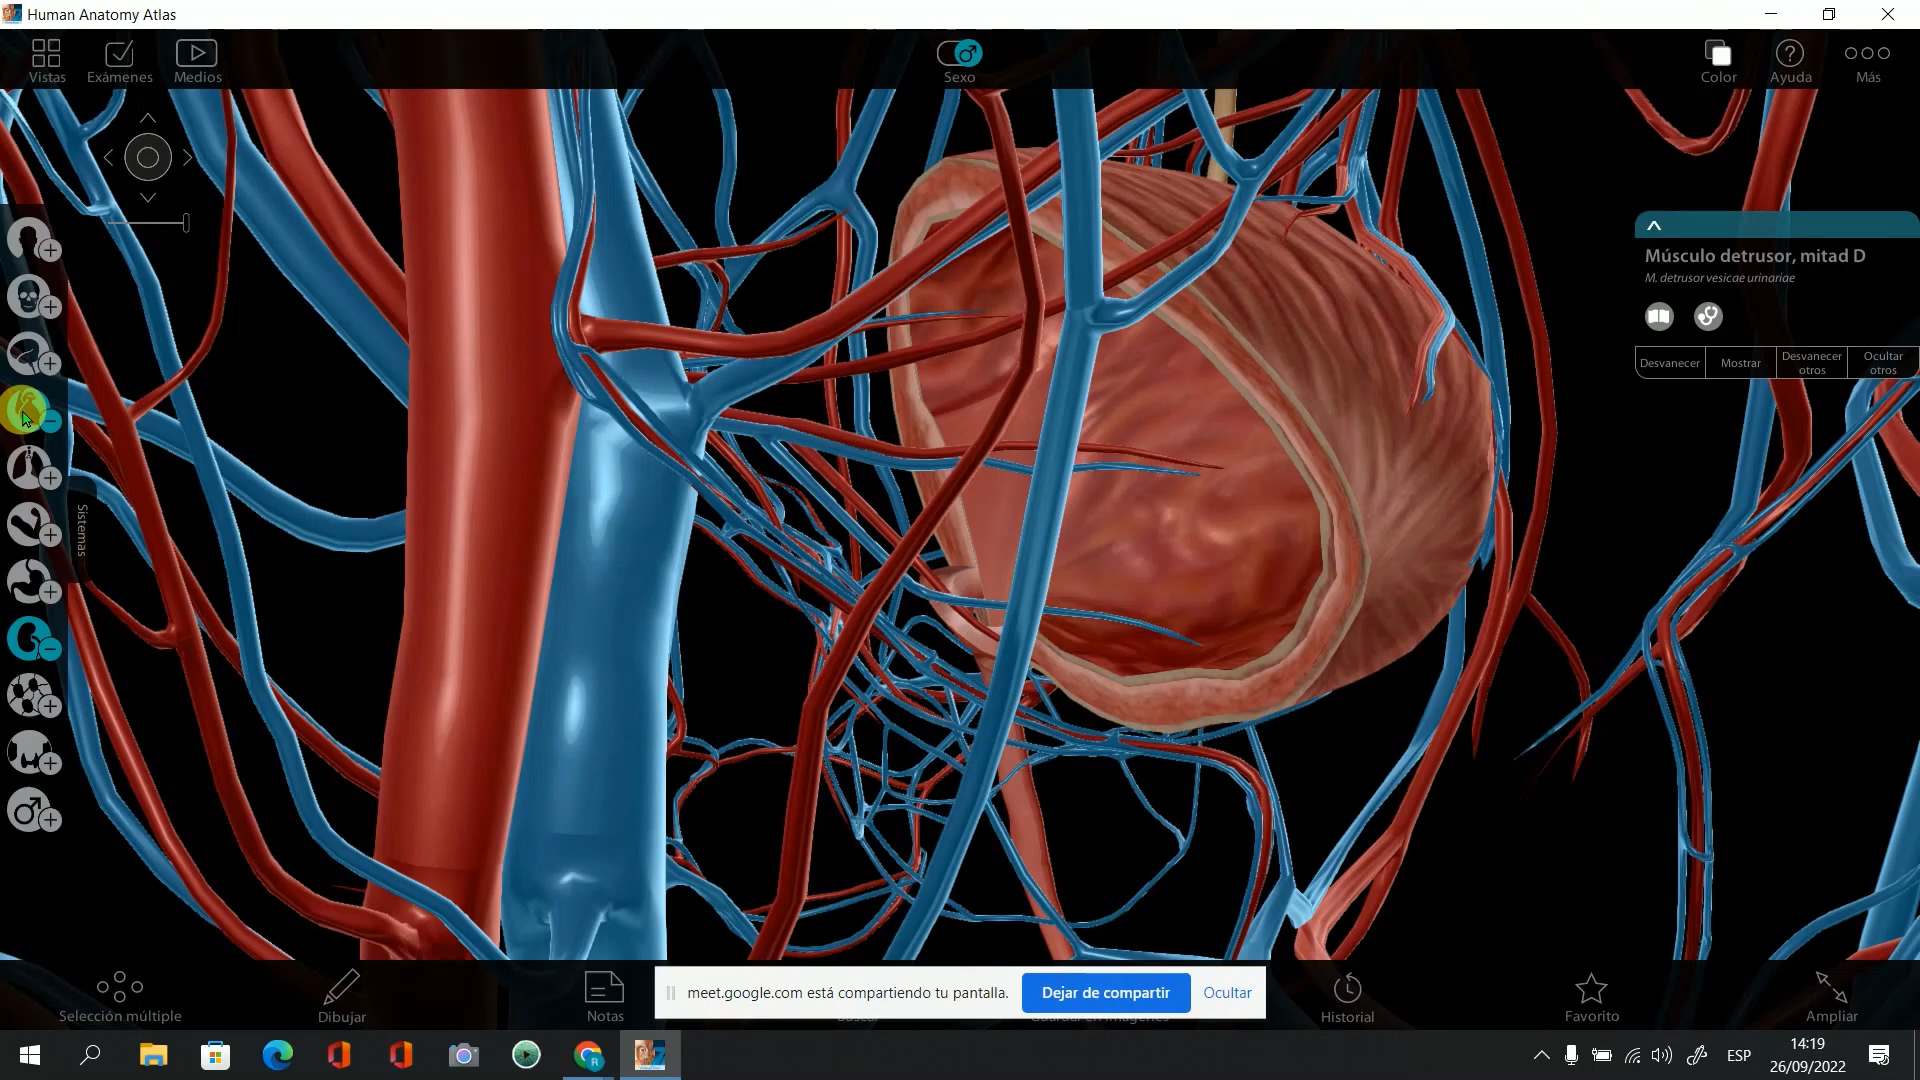 Human Anatomy Atlas
Vistas
Exámenes
Medios
Sexo
Color
Ayuda
Más
Músculo detrusor, mitad D
M. detrusor vesicae urinariae
Desvanecer
Mostrar
Desvanecer otros
Ocultar otros
Sistemas
Selección múltiple
Dibujar
Notas
meet.google.com está compartiendo tu pantalla.
Dejar de compartir
Ocultar
Historial
Favorito
Ampliar
ESP
14:19
26/09/2022